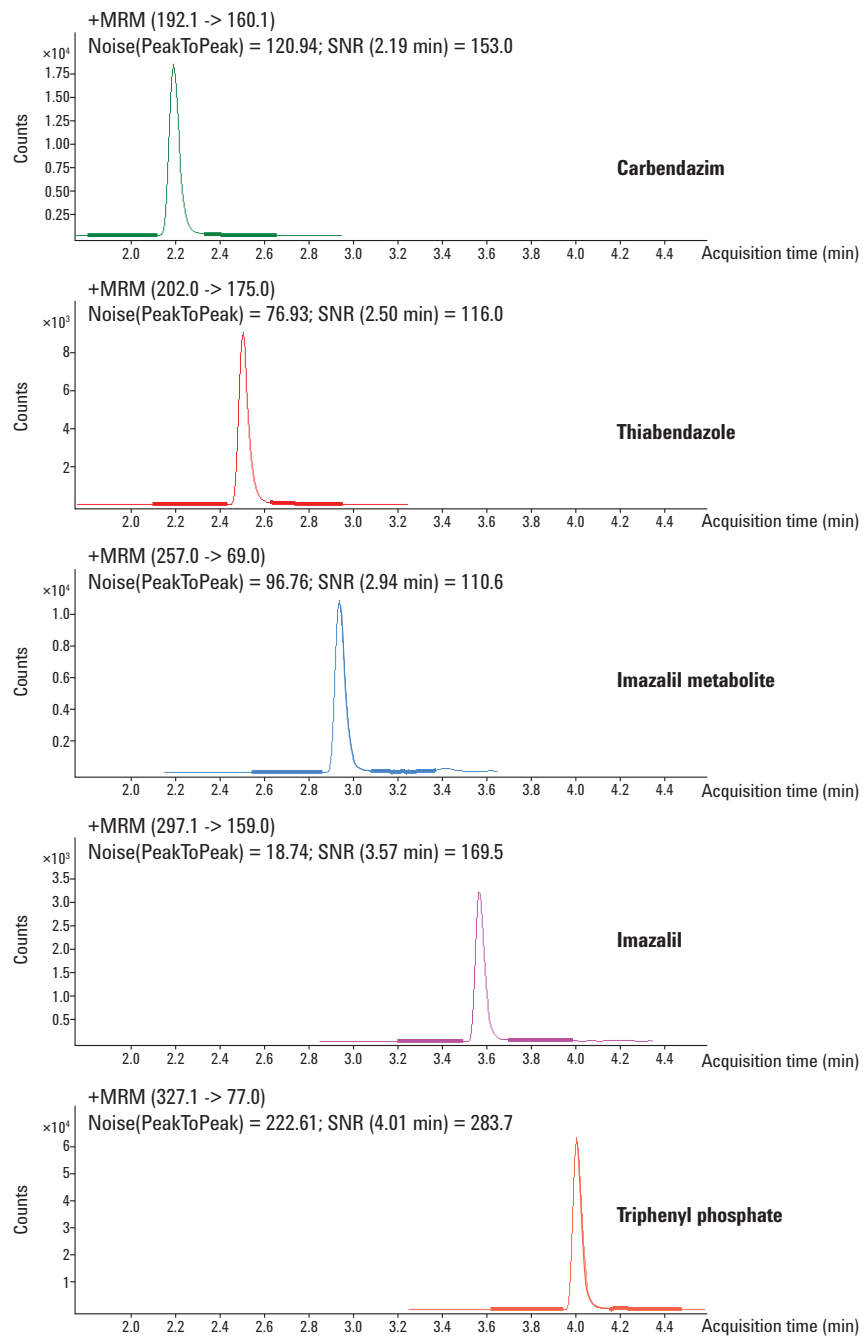 +MRM (192.1 -> 160.1)
Noise(PeakToPeak) = 120.94; SNR (2.19 min) = 153.0
×10⁴
1.75
1.50
1.25
1.00
0.75
0.50
0.25
Counts
Carbendazim
2.0 2.2 2.4 2.6 2.8 3.0 3.2 3.4 3.6 3.8 4.0 4.2 4.4 Acquisition time (min)
+MRM (202.0 -> 175.0)
Noise(PeakToPeak) = 76.93; SNR (2.50 min) = 116.0
×10³
8
6
4
2
Counts
Thiabendazole
2.0 2.2 2.4 2.6 2.8 3.0 3.2 3.4 3.6 3.8 4.0 4.2 4.4 Acquisition time (min)
+MRM (257.0 -> 69.0)
Noise(PeakToPeak) = 96.76; SNR (2.94 min) = 110.6
×10⁴
1.0
0.8
0.6
0.4
0.2
Counts
Imazalil metabolite
2.0 2.2 2.4 2.6 2.8 3.0 3.2 3.4 3.6 3.8 4.0 4.2 4.4 Acquisition time (min)
+MRM (297.1 -> 159.0)
Noise(PeakToPeak) = 18.74; SNR (3.57 min) = 169.5
×10³
3.5
3.0
2.5
2.0
1.5
1.0
0.5
Counts
Imazalil
2.0 2.2 2.4 2.6 2.8 3.0 3.2 3.4 3.6 3.8 4.0 4.2 4.4 Acquisition time (min)
+MRM (327.1 -> 77.0)
Noise(PeakToPeak) = 222.61; SNR (4.01 min) = 283.7
×10⁴
6
5
4
3
2
1
Counts
Triphenyl phosphate
2.0 2.2 2.4 2.6 2.8 3.0 3.2 3.4 3.6 3.8 4.0 4.2 4.4 Acquisition time (min)